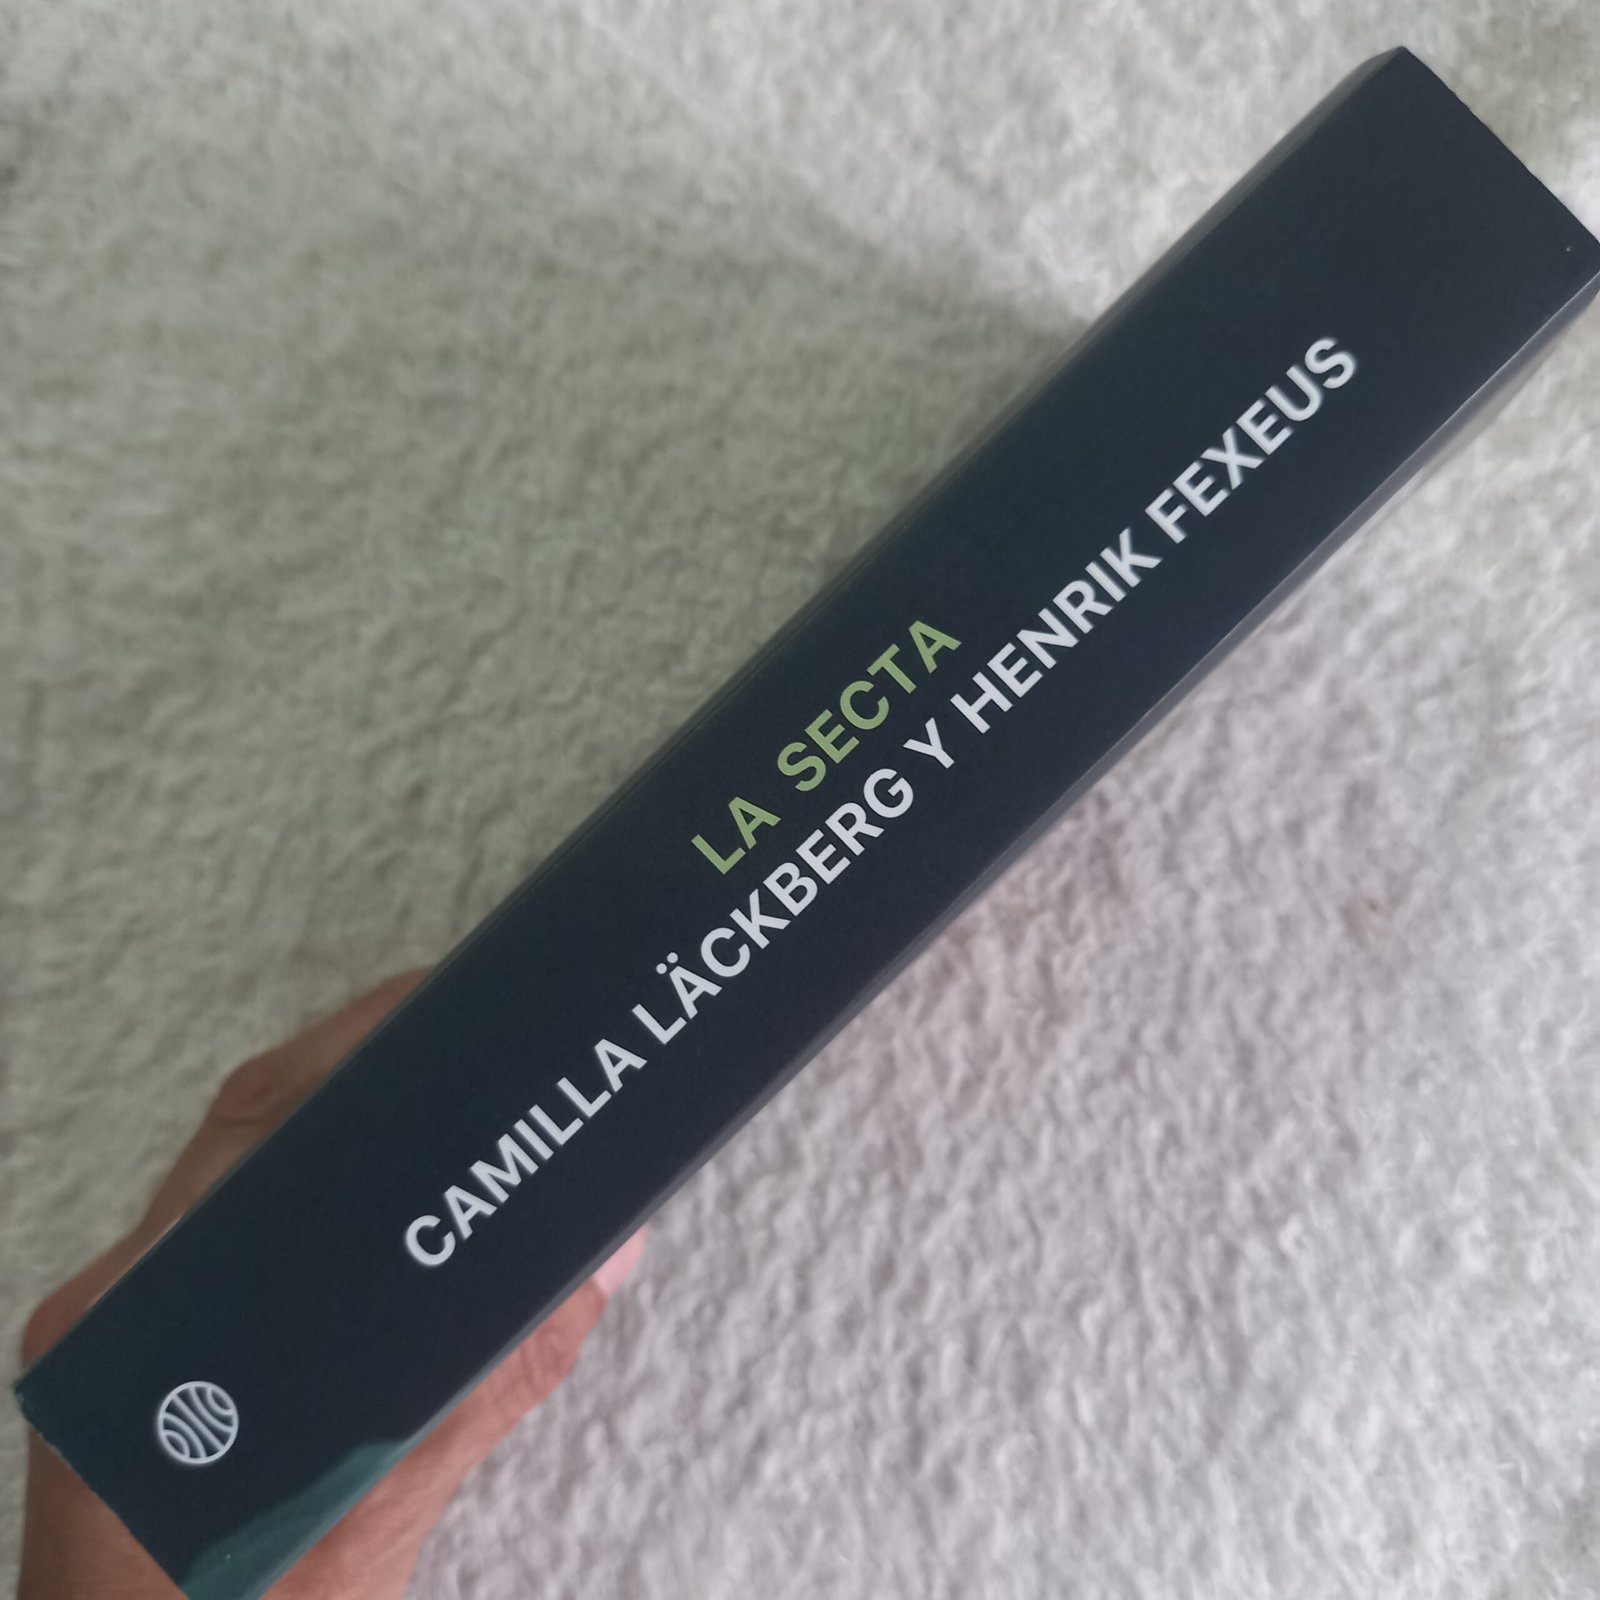 LA SECTA
CAMILLA LÄCKBERG Y HENRIK FEXEUS